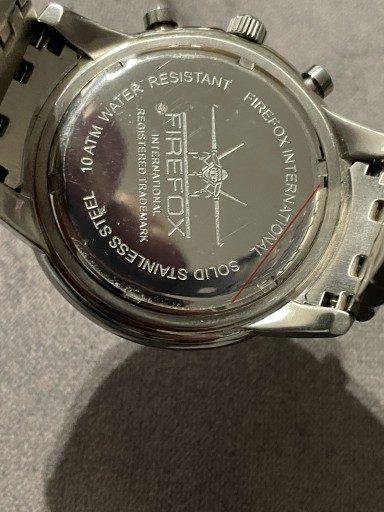 10 ATM WATER RESISTANT
FIREFOX INTERNATIONAL
SOLID STAINLESS STEEL
FIREFOX
INTERNATIONAL
REGISTERED TRADEMARK